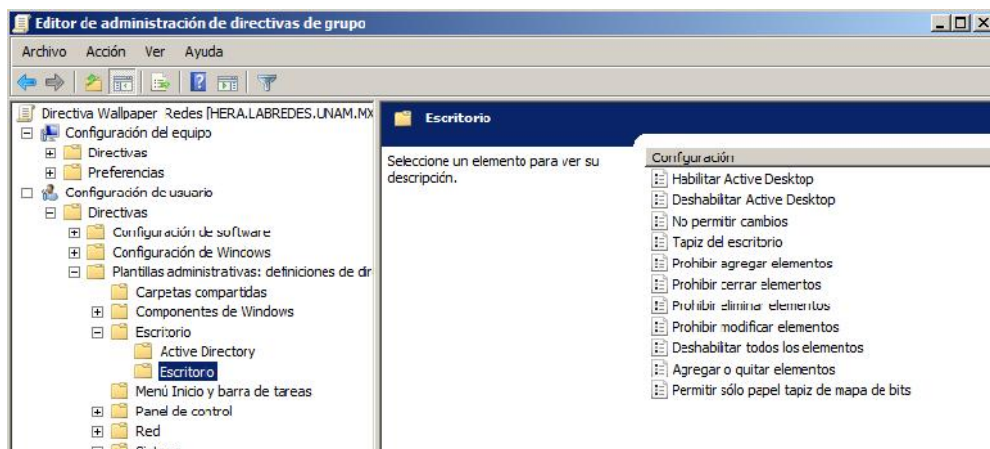 Editor de administración de directivas de grupo
Archivo Acción Ver Ayuda
Directiva Wallpaper Redes [HERA.LABREDES.UNAM.MX
Configuración del equipo
Directivas
Preferencias
Configuración de usuario
Directivas
Configuración de software
Configuración de Windows
Plantillas administrativas: definiciones de dir
Carpetas compartidas
Componentes de Windows
Escritorio
Active Directory
Escritorio
Menú Inicio y barra de tareas
Panel de control
Red
Escritorio
Seleccione un elemento para ver su
descripción.
Configuración
Habilitar Active Desktop
Deshabilitar Active Desktop
No permitir cambios
Tapiz del escritorio
Prohibir agregar elementos
Prohibir cerrar elementos
Prohibir eliminar elementos
Prohibir modificar elementos
Deshabilitar todos los elementos
Agregar o quitar elementos
Permitir sólo papel tapiz de mapa de bits